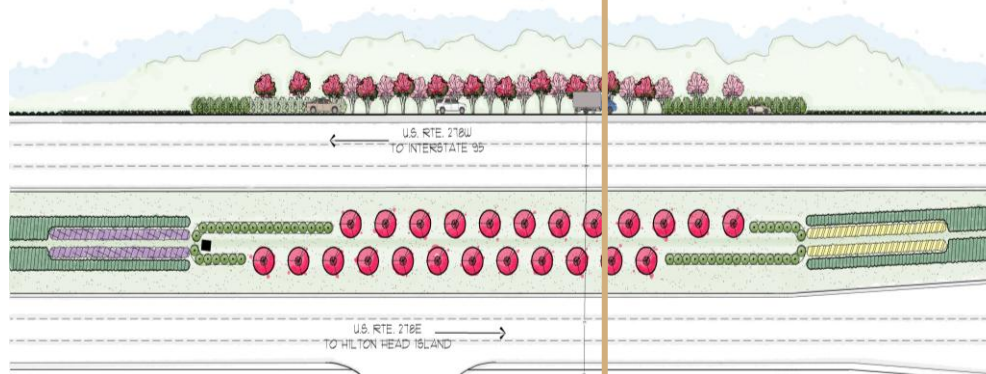 U.S. RTE. 278W
TO INTERSTATE 95
U.S. RTE. 278E
TO HILTON HEAD ISLAND